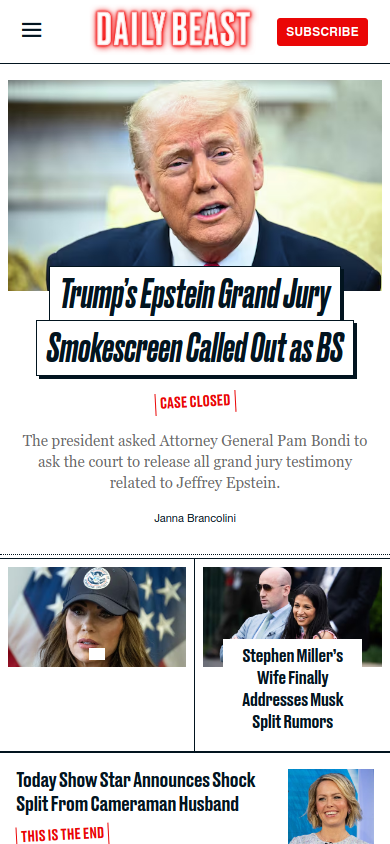 DAILY BEAST
SUBSCRIBE
Trump's Epstein Grand Jury
Smokescreen Called Out as BS
CASE CLOSED
The president asked Attorney General Pam Bondi to
ask the court to release all grand jury testimony
related to Jeffrey Epstein.
Janna Brancolini
Stephen Miller's
Wife Finally
Addresses Musk
Split Rumors
Today Show Star Announces Shock
Split From Cameraman Husband
THIS IS THE END